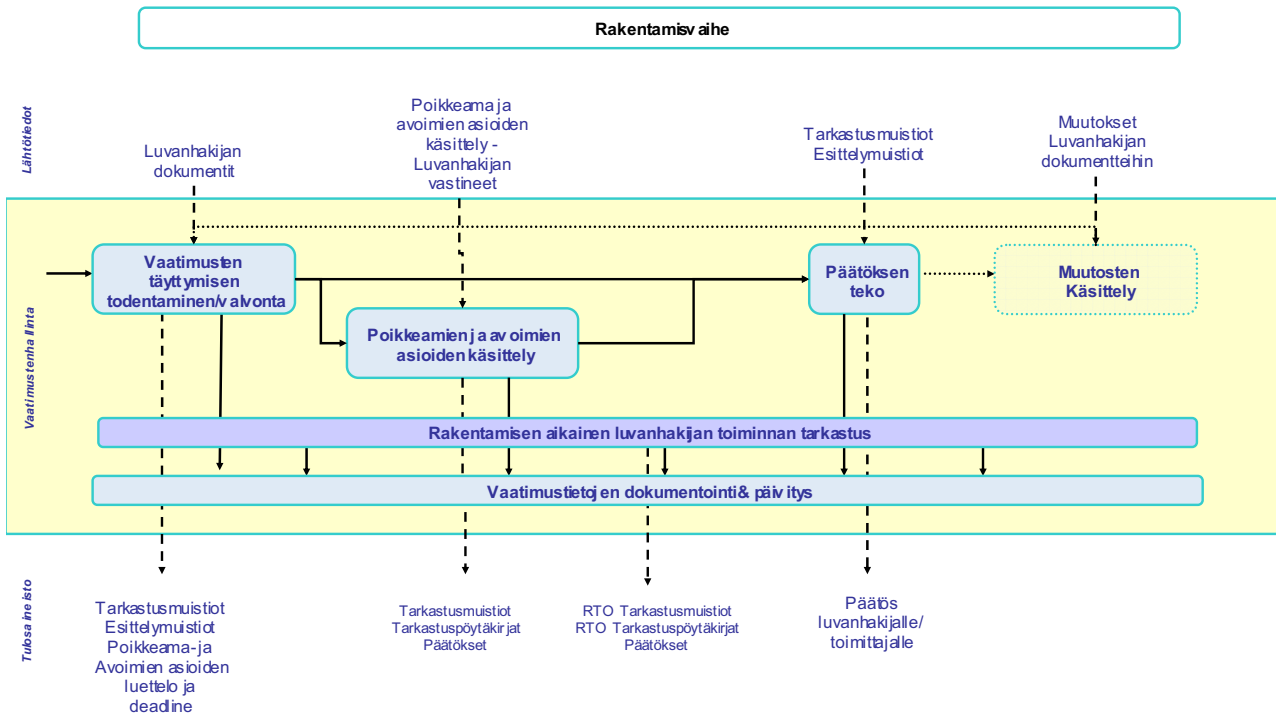 Rakentamisvaihe
Lähtötiedot
Luvanhakijan
dokumentit
Poikkeama ja
avoimien asioiden
käsittely -
Luvanhakijan
vastineet
Tarkastusmuistiot
Esittelymuistiot
Muutokset
Luvanhakijan
dokumentteihin
Vaatimustenhallinta
Vaatimusten
täyttymisen
todentaminen/valvonta
Poikkeamien ja avoimien
asioiden käsittely
Päätöksen
teko
Muutosten
Käsittely
Rakentamisen aikainen luvanhakijan toiminnan tarkastus
Vaatimustietojen dokumentointi& päivitys
Tulosaineisto
Tarkastusmuistiot
Esittelymuistiot
Poikkeama- ja
Avoimien asioiden
luettelo ja
deadline
Tarkastusmuistiot
Tarkastuspöytäkirjat
Päätökset
RTO Tarkastusmuistiot
RTO Tarkastuspöytäkirjat
Päätökset
Päätös
luvanhakijalle/
toimittajalle